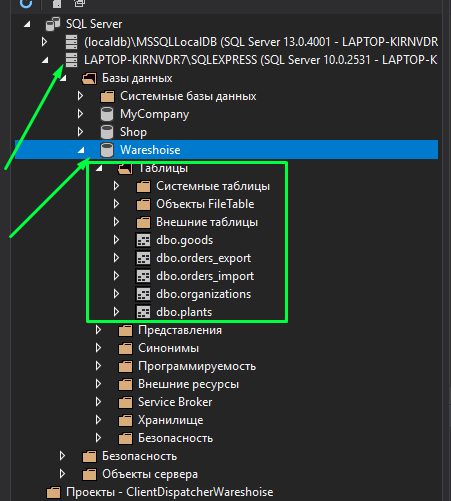 SQL Server
(localdb)\MSSQLLocalDB (SQL Server 13.0.4001 - LAPTOP-KIRNVDR
LAPTOP-KIRNVDR7\SQLEXPRESS (SQL Server 10.0.2531 - LAPTOP-K
Базы данных
Системные базы данных
MyCompany
Shop
Wareshoise
Таблицы
Системные таблицы
Объекты FileTable
Внешние таблицы
dbo.goods
dbo.orders_export
dbo.orders_import
dbo.organizations
dbo.plants
Представления
Синонимы
Программируемость
Внешние ресурсы
Service Broker
Хранилище
Безопасность
Безопасность
Объекты сервера
Проекты - ClientDispatcherWareshoise